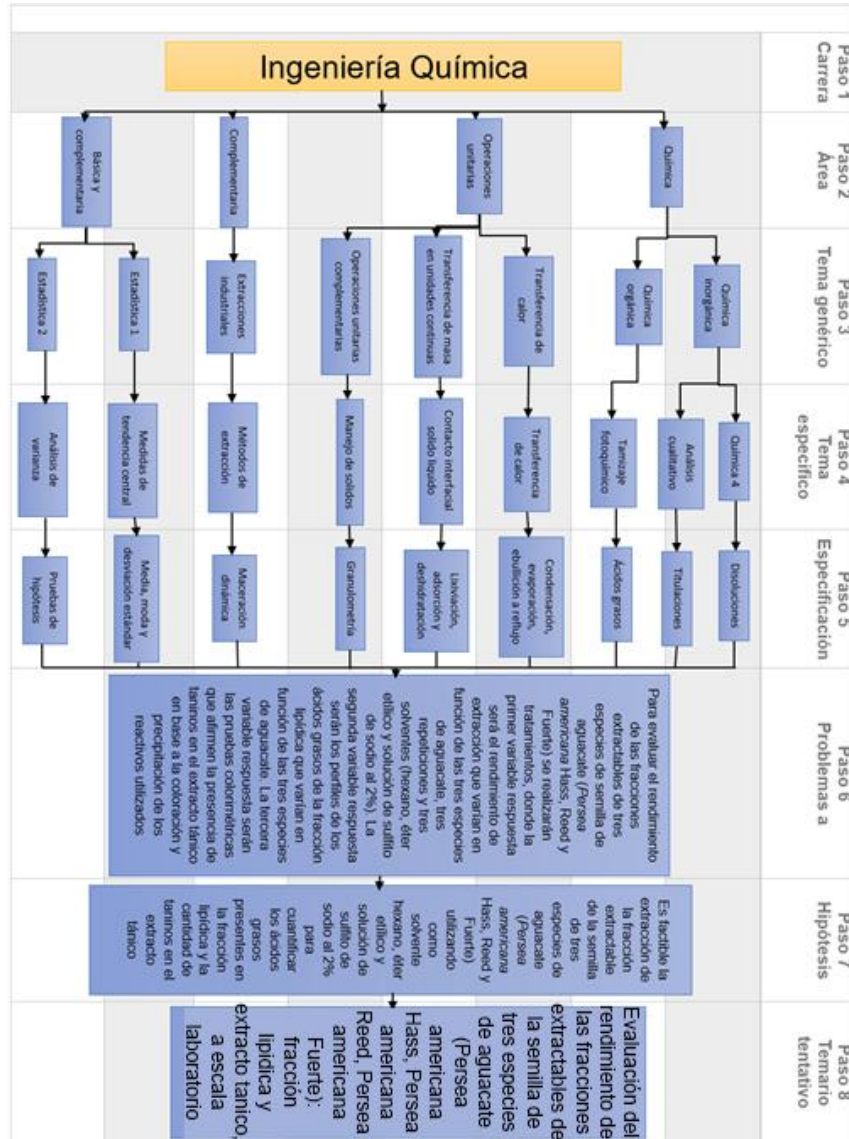 Paso 1
Carrera
Ingeniería Química
Paso 2
Área
Básica y
complementaria
Complementaria
Operaciones
unitarias
Química
Paso 3
Tema genérico
Estadística 2
Estadística 1
Extracciones
industriales
Operaciones unitarias
complementarias
Transferencia de masa
en unidades continuas
Transferencia de
calor
Química
orgánica
Química
inorgánica
Paso 4
Tema
especifico
Análisis de
varianza
Medidas de
tendencia central
Métodos de
extracción
Manejo de solidos
Contacto interfacial
solido líquido
Transferencia
de calor
Tamizaje
fotoquímico
Análisis
cualitativo
Química 4
Paso 5
Especificación
Pruebas de
hipótesis
Media, moda y
desviación estándar
Maceración
dinámica
Granulometría
Lixiviación,
adsorción y
deshidratación
Condensación,
evaporación,
ebullición a reflujo
Ácidos grasos
Titulaciones
Disoluciones
Paso 6
Problemas a
Para evaluar el rendimiento
de las fracciones
extractables de tres
especies de semilla de
aguacate (Persea
americana Hass, Reed y
Fuerte) se realizarán
tratamientos, donde la
primer variable respuesta
será el rendimiento de
extracción que varían en
función de las tres especies
de aguacate, tres
repeticiones y tres
solventes (hexano, éter
etílico y solución de sulfito
de sodio al 2%). La
segunda variable respuesta
serán los perfiles de los
ácidos grasos de la fracción
lipídica que varían en
función de las tres especies
de aguacate. La tercera
variable respuesta serán
las pruebas colorimétricas
que afirmen la presencia de
taninos en el extracto tánico
en base a la coloración y
precipitación de los
reactivos utilizados
Paso 7
Hipótesis
Es factible la
extracción de
la fracción
extractable
de la semilla
de tres
especies de
aguacate
(Persea
americana
Hass, Reed y
Fuerte)
utilizando
como
solvente
hexano, éter
etílico y
solución de
sulfito de
sodio al 2%
para
cuantificar
los ácidos
grasos
presentes en
la fracción
lipídica y la
cantidad de
taninos en el
extracto
tánico
Paso 8
Temario
tentativo
Evaluación del
rendimiento de
las fracciones
extractables de
la semilla de
tres especies
de aguacate
(Persea
americana
Hass, Persea
americana
Reed, Persea
americana
Fuerte):
fracción
lipidica y
extracto tanico,
a escala
laboratorio